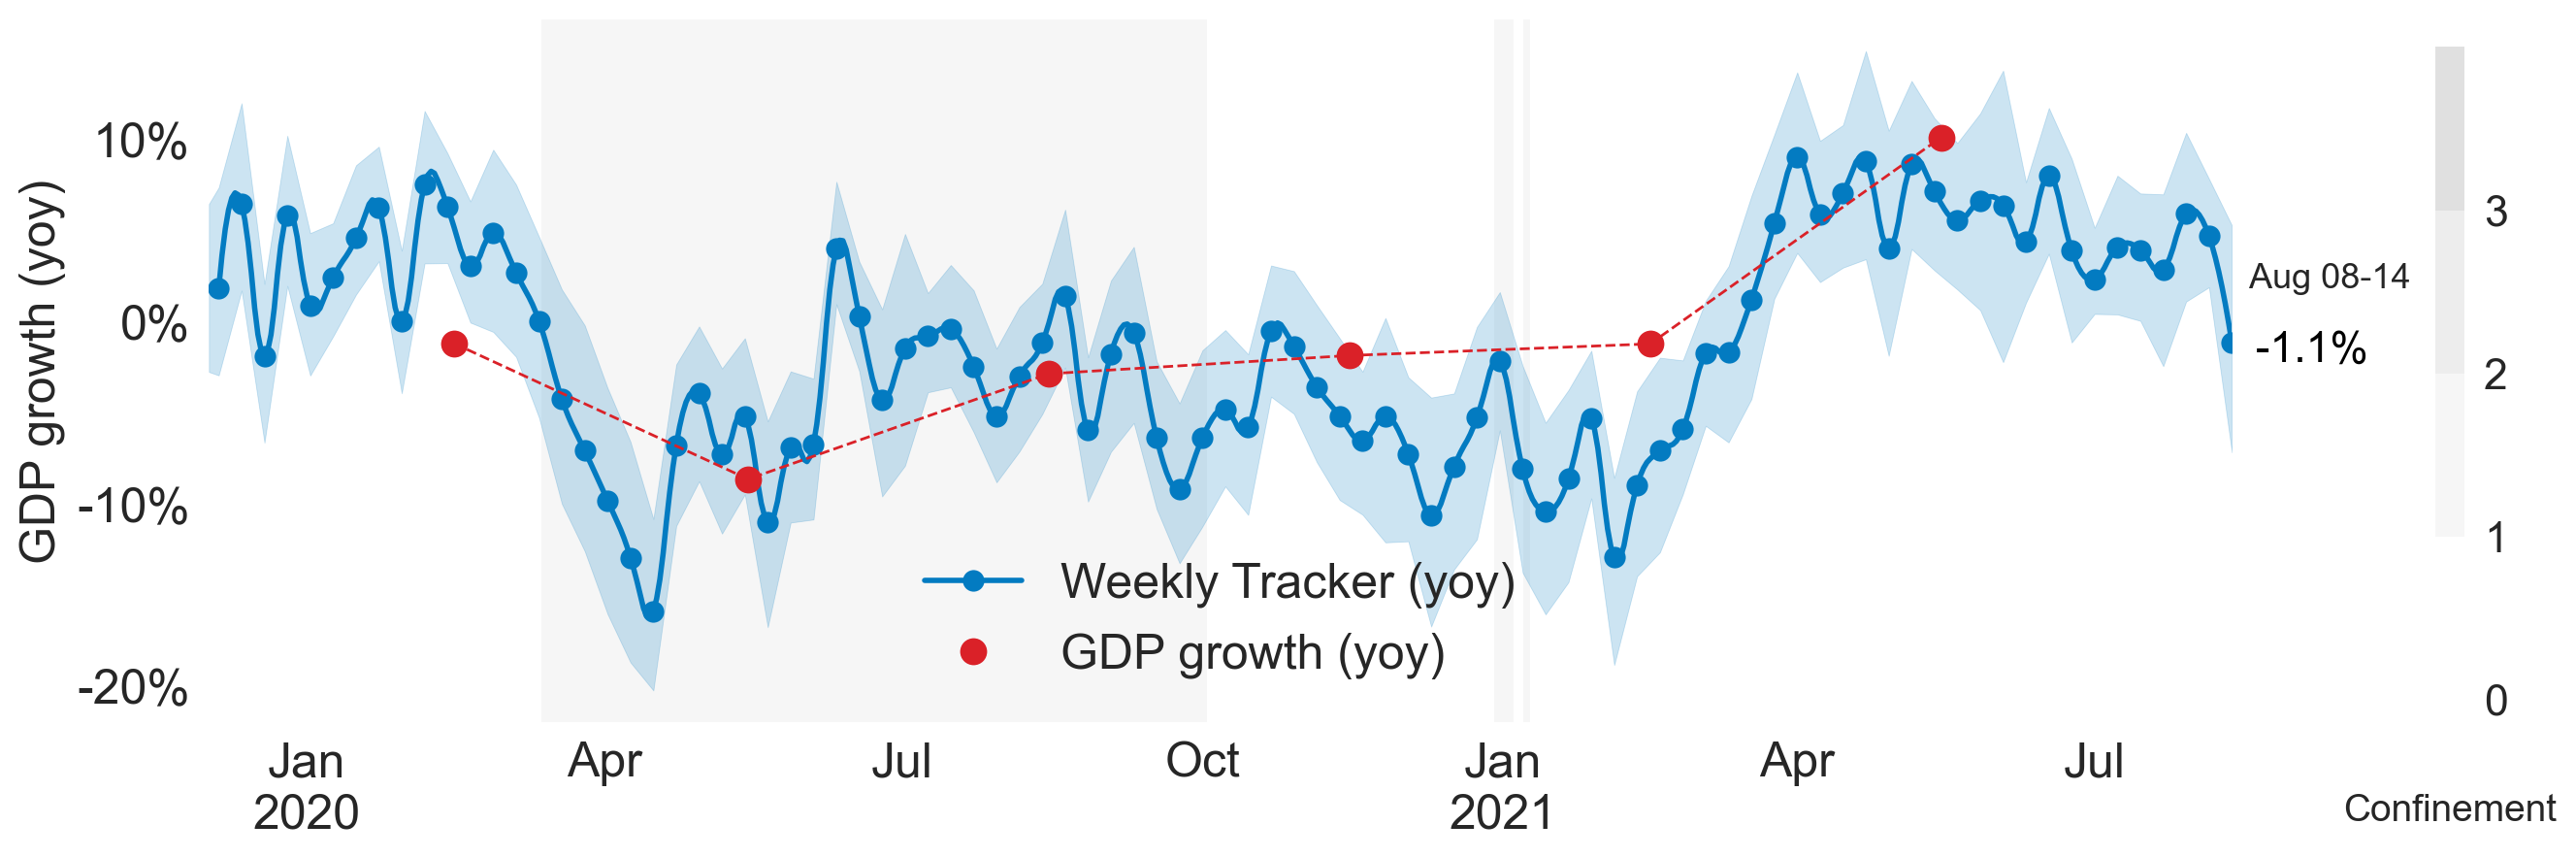 GDP growth (yoy)
10%
0%
-10%
-20%
Jan
2020
Apr
Jul
Oct
Jan
2021
Apr
Jul
Weekly Tracker (yoy)
GDP growth (yoy)
Aug 08-14
-1.1%
3
2
1
0
Confinement